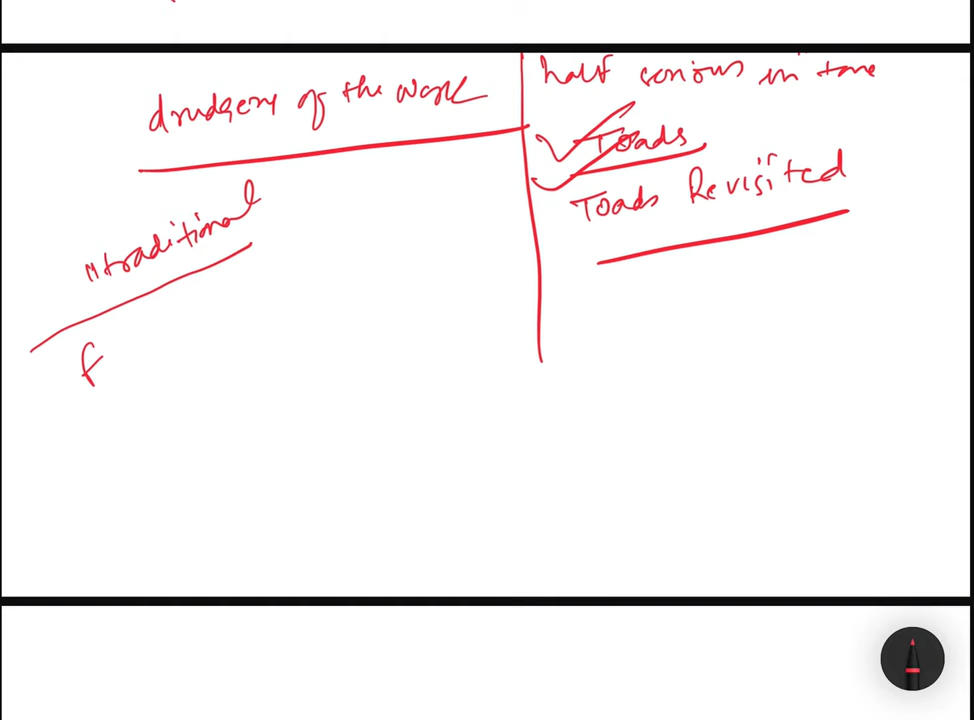 drudgery of the work
"traditional
f
half serious in tone
Toads
Toads Revisited